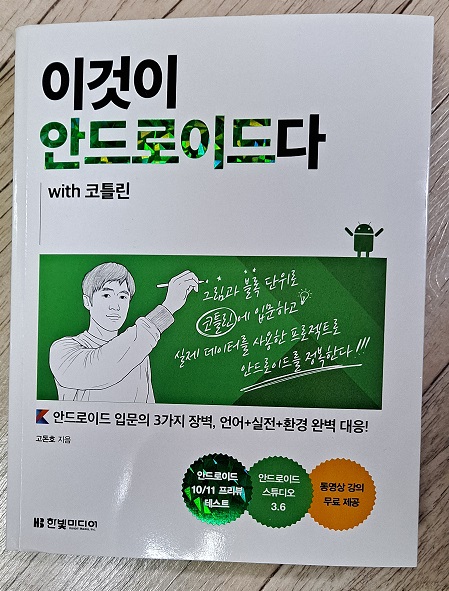 이것이
안드로이드다
with 코틀린
그림과 블록 단위로
코틀린에 입문하고
실제 데이터를 사용한 프로젝트로
안드로이드를 정복한다!!!
안드로이드 입문의 3가지 장벽, 언어+실전+환경 완벽 대응!
고돈호 지음
안드로이드
10/11 프리뷰
테스트
안드로이드
스튜디오
3.6
동영상 강의
무료 제공
HB 한빛미디어